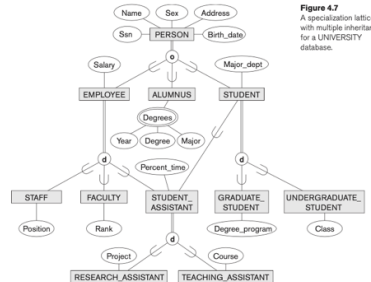 Name Sex Address
Ssn PERSON Birth_date
Figure 4.7
A specialization lattic
with multiple inheritan
for a UNIVERSITY
database.
o
Salary Major_dept
EMPLOYEE ALUMNUS STUDENT
Degrees
Year Degree Major
d d
Percent_time
STAFF FACULTY STUDENT_
ASSISTANT GRADUATE_
STUDENT UNDERGRADUATE_
STUDENT
Position Rank Degree_program Class
d
Project Course
RESEARCH_ASSISTANT TEACHING_ASSISTANT